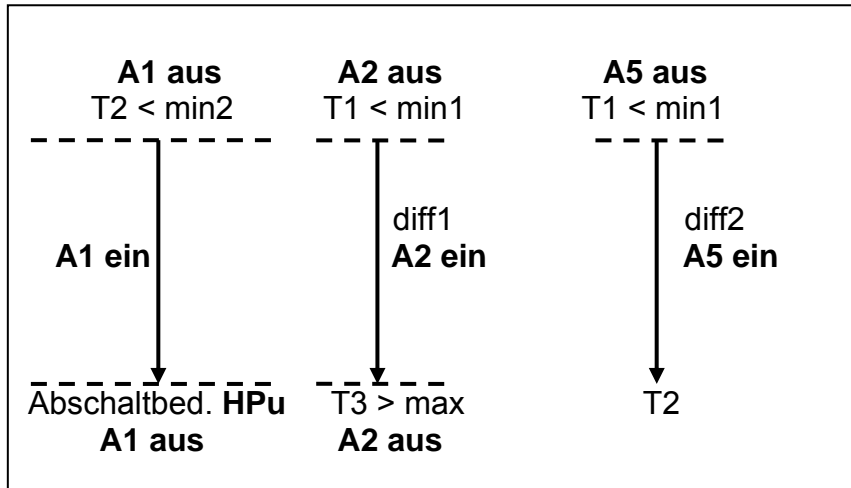 A1 aus
T2 < min2
A1 ein
Abschaltbed. HPu
A1 aus
A2 aus
T1 < min1
diff1
A2 ein
T3 > max
A2 aus
A5 aus
T1 < min1
diff2
A5 ein
T2